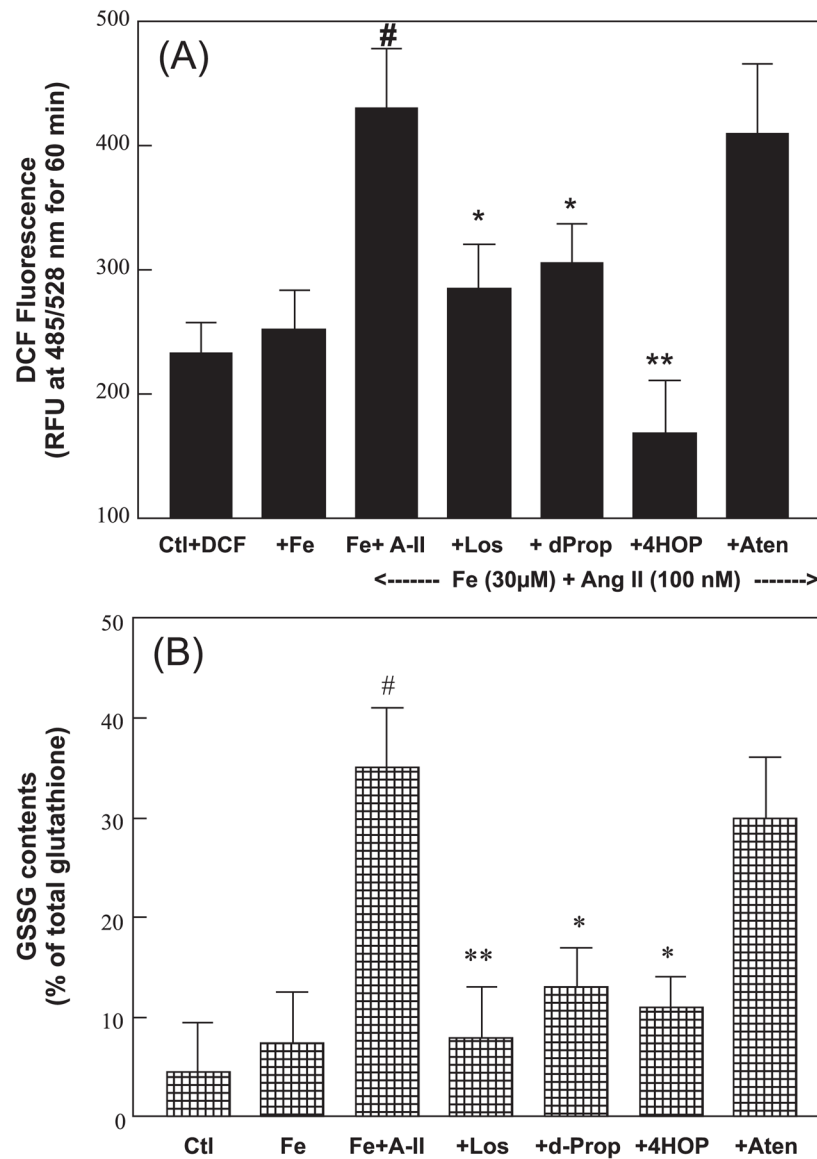 (A)
#
*
*
**
500
400
300
200
100
DCF Fluorescence
(RFU at 485/528 nm for 60 min)
Ctl+DCF +Fe Fe+ A-II +Los + dProp +4HOP +Aten
<------- Fe (30µM) + Ang II (100 nM) ------->
(B)
#
**
*
*
50
40
30
20
10
0
GSSG contents
(% of total glutathione)
Ctl Fe Fe+A-II +Los +d-Prop +4HOP +Aten